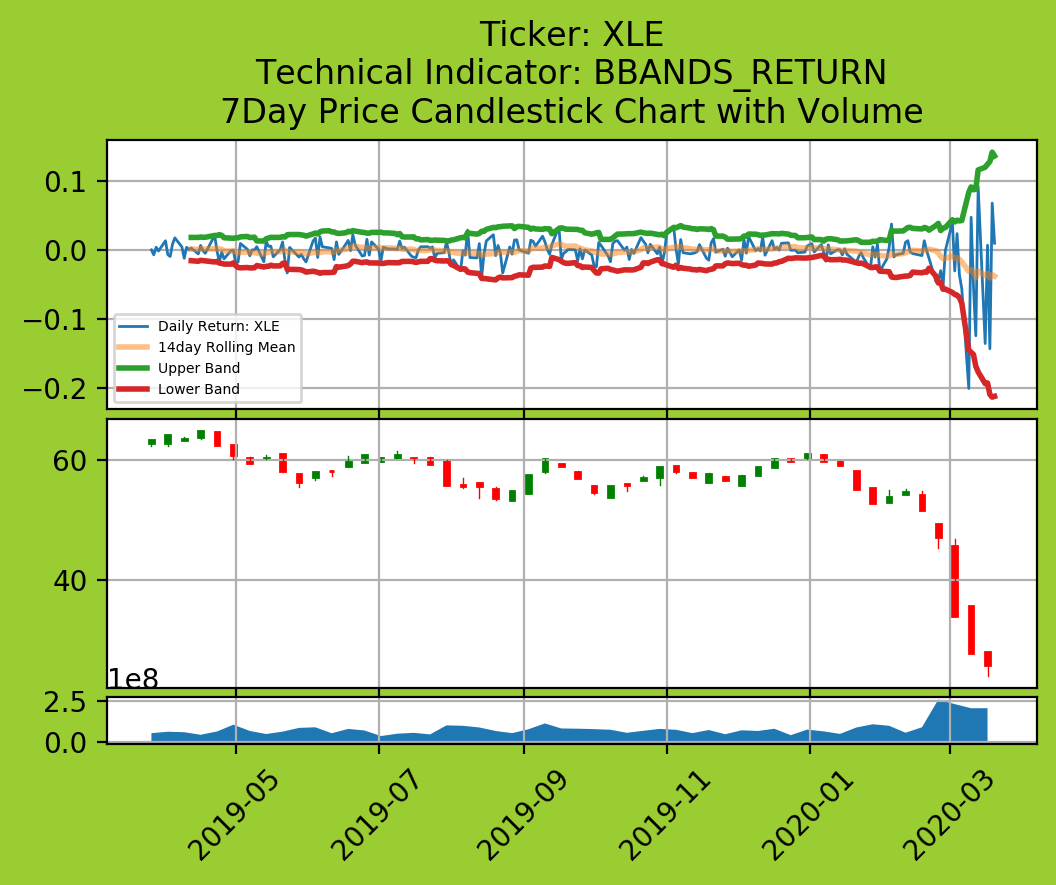 Ticker: XLE
Technical Indicator: BBANDS_RETURN
7Day Price Candlestick Chart with Volume
0.1
0.0
−0.1
−0.2
Daily Return: XLE
14day Rolling Mean
Upper Band
Lower Band
60
40
1e8
2.5
0.0
2019-05
2019-07
2019-09
2019-11
2020-01
2020-03